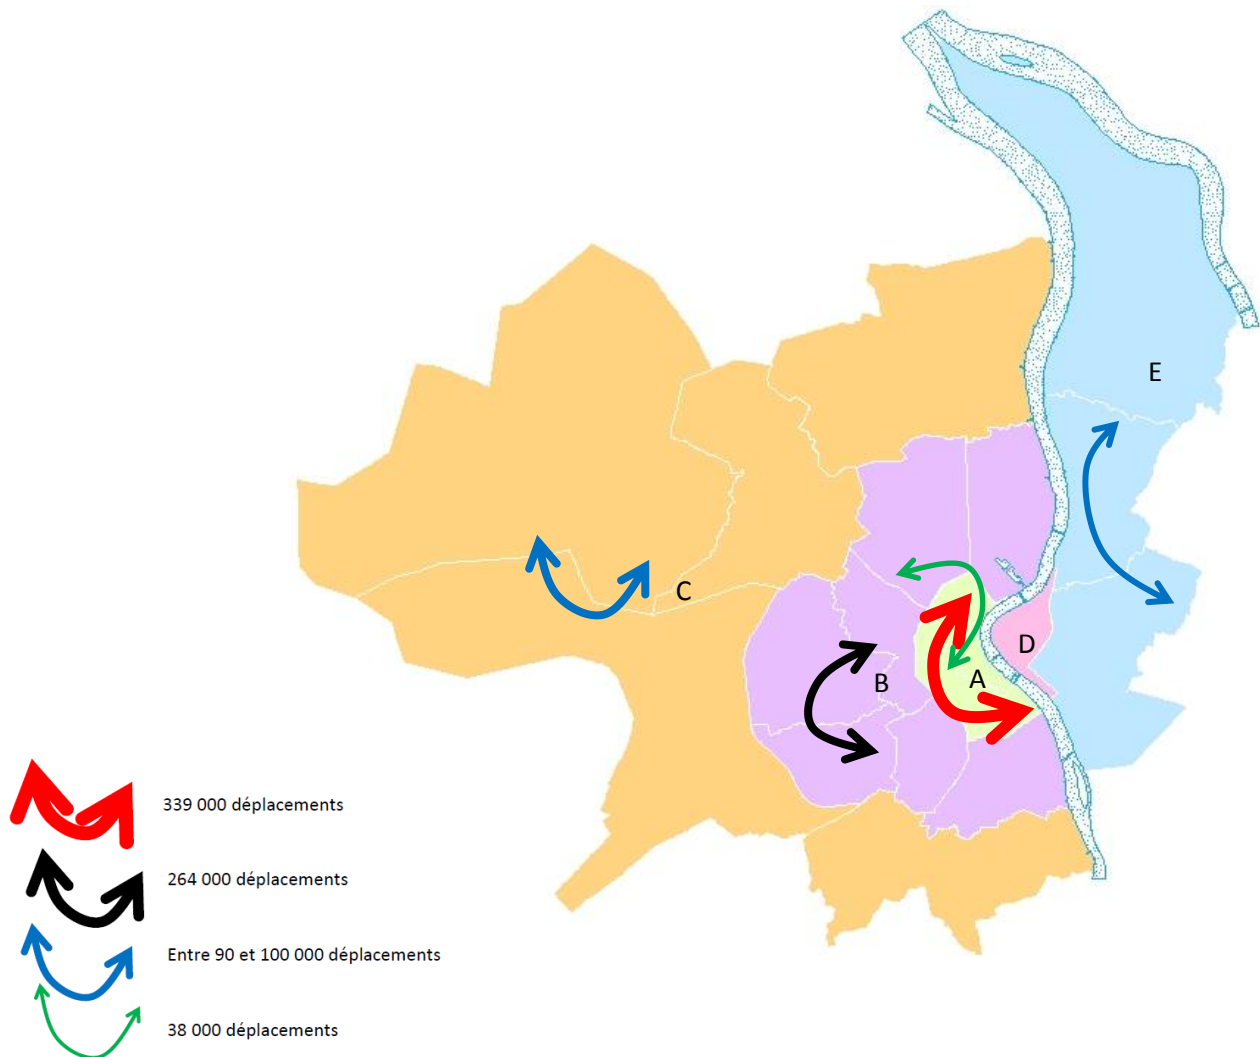 E
C
D
B
A
339 000 déplacements
264 000 déplacements
Entre 90 et 100 000 déplacements
38 000 déplacements